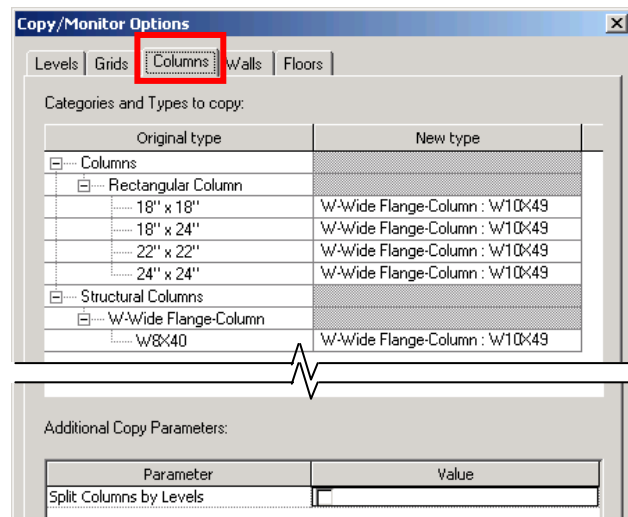 Copy/Monitor Options
Levels Grids Columns Walls Floors
Categories and Types to copy:
Original type New type
Columns
Rectangular Column
18" x 18" W-Wide Flange-Column : W10X49
18" x 24" W-Wide Flange-Column : W10X49
22" x 22" W-Wide Flange-Column : W10X49
24" x 24" W-Wide Flange-Column : W10X49
Structural Columns
W-Wide Flange-Column
W8X40 W-Wide Flange-Column : W10X49
Additional Copy Parameters:
Parameter Value
Split Columns by Levels